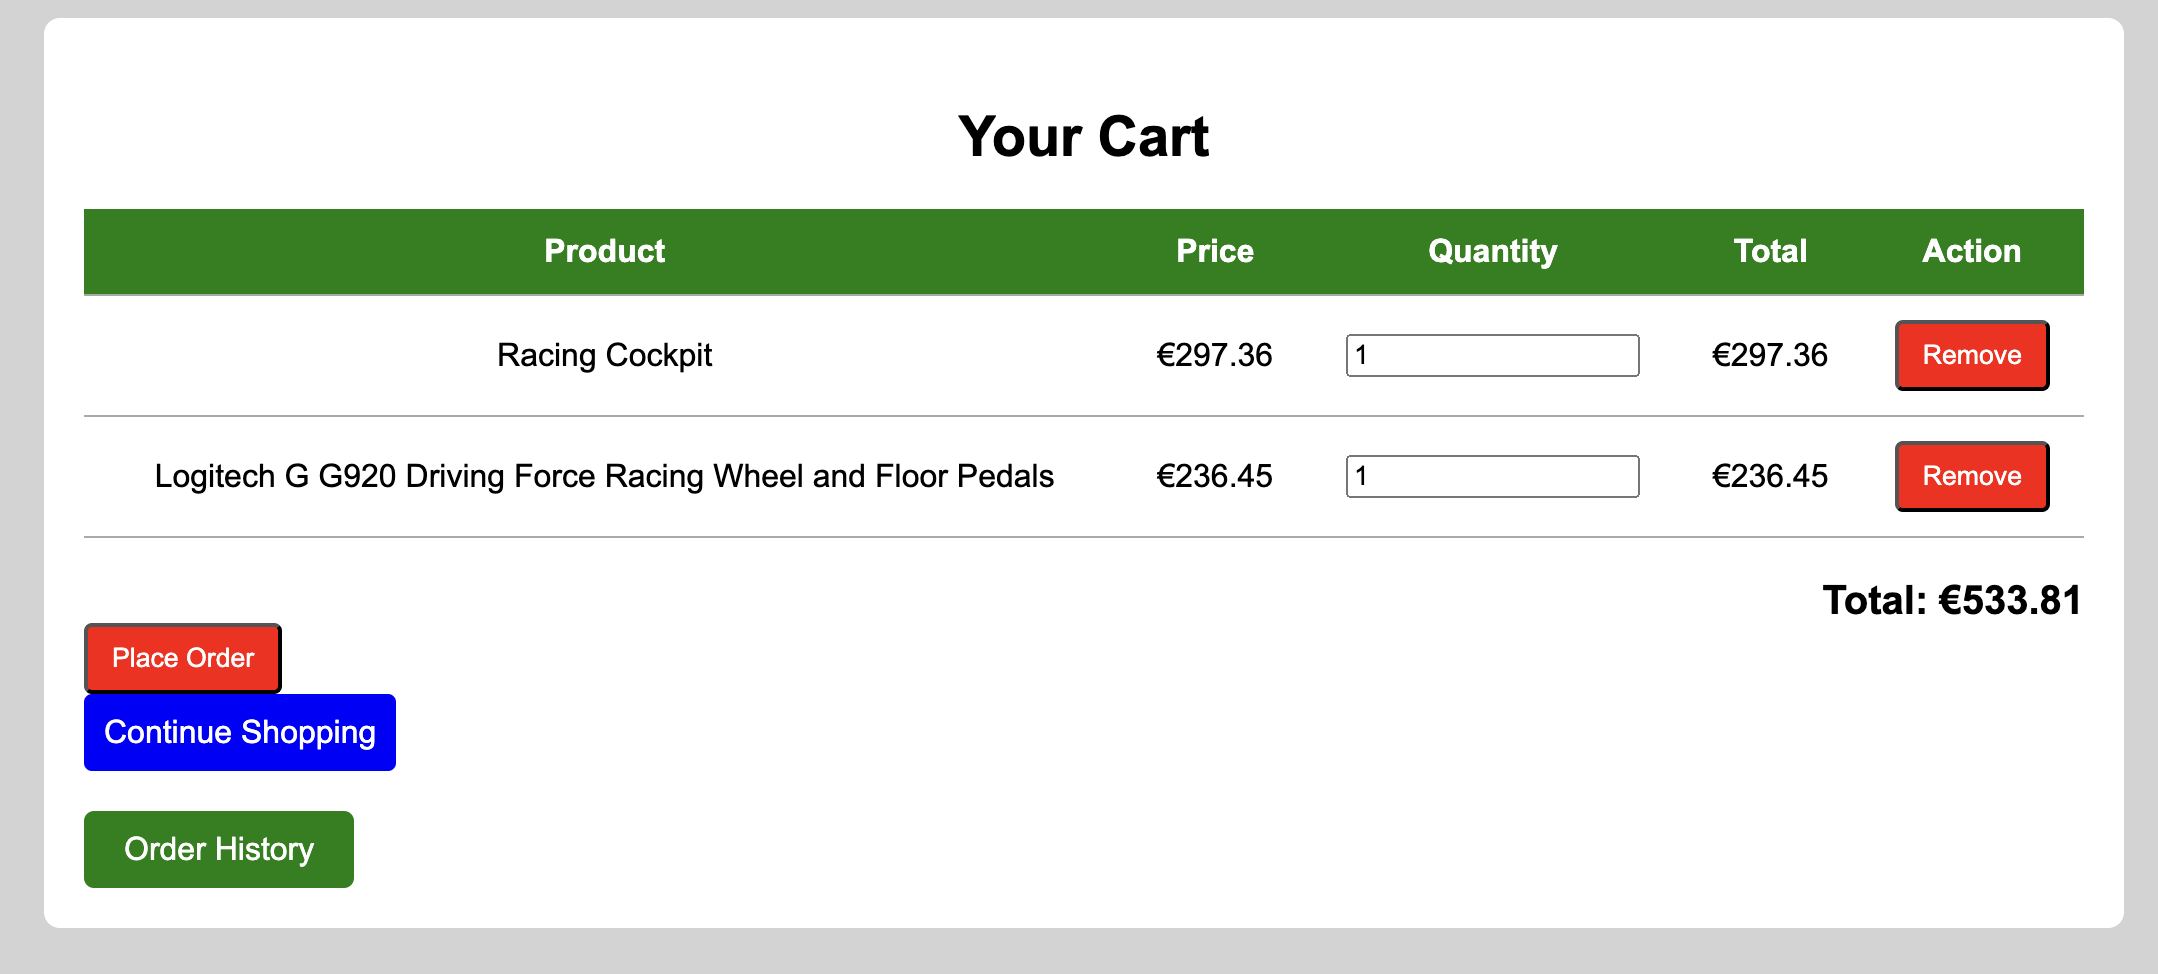 Your Cart
Product Price Quantity Total Action
Racing Cockpit €297.36 1 €297.36 Remove
Logitech G G920 Driving Force Racing Wheel and Floor Pedals €236.45 1 €236.45 Remove
Total: €533.81
Place Order
Continue Shopping
Order History